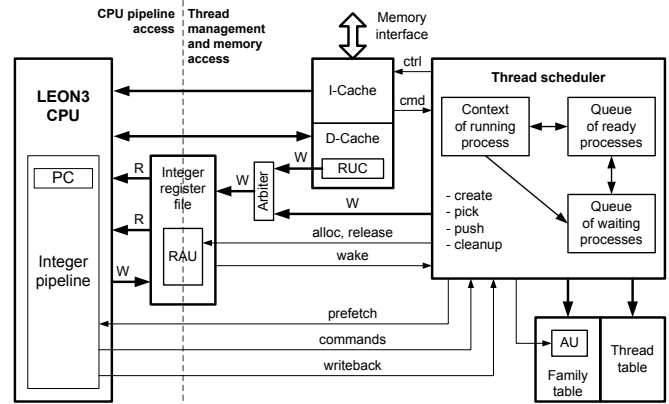 CPU pipeline
access
Thread
management
and memory
access
Memory
interface
LEON3
CPU
I-Cache
ctrl
cmd
Thread scheduler
Context
of running
process
Queue
of ready
processes
D-Cache
RUC
W
Arbiter
W
R
PC
Integer
register
file
W
- create
- pick
- push
- cleanup
Queue
of waiting
processes
R
alloc, release
RAU
wake
Integer
pipeline
W
prefetch
commands
writeback
AU
Family
table
Thread
table